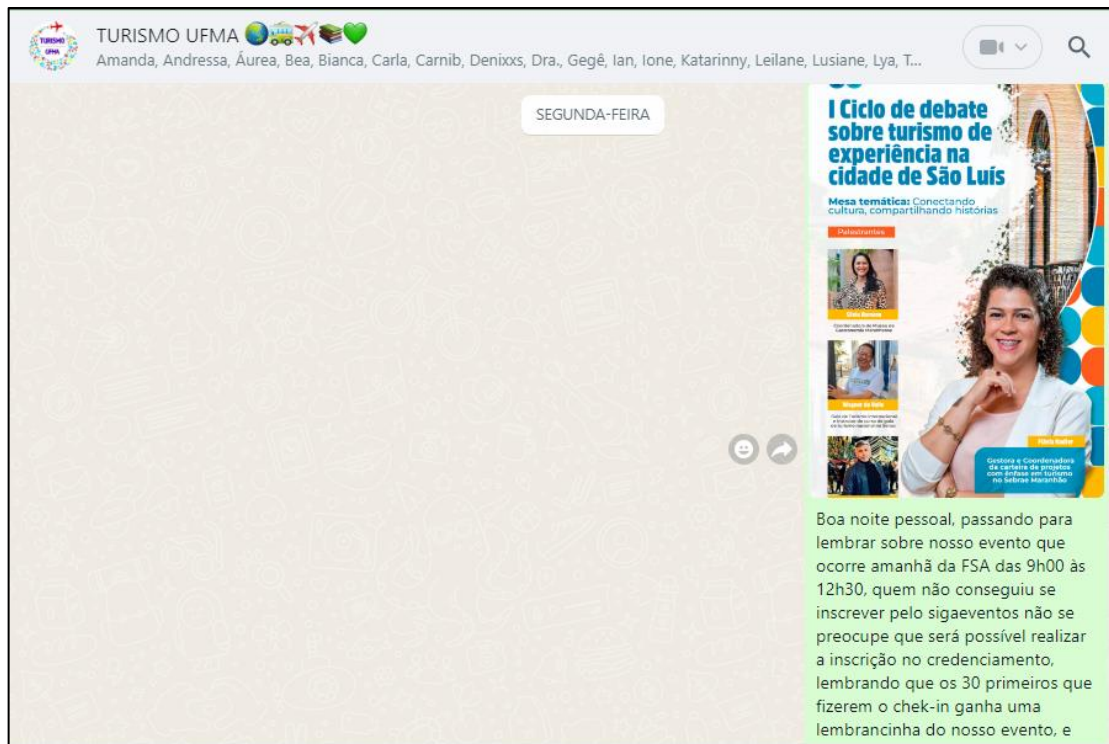 TURISMO UFMA 🌍🚎✈️📚💚
Amanda, Andressa, Áurea, Bea, Bianca, Carla, Carnib, Denixxs, Dra., Gegê, Ian, Ione, Katarinny, Leilane, Lusiane, Lya, T...
TURISMO
UFMA
SEGUNDA-FEIRA
I Ciclo de debate
sobre turismo de
experiência na
cidade de São Luís
Mesa temática: Conectando
cultura, compartilhando histórias
Palestrantes
Gestora e Coordenadora
da carteira de projetos
com ênfase em turismo
no Sebrae Maranhão
Boa noite pessoal, passando para
lembrar sobre nosso evento que
ocorre amanhã da FSA das 9h00 às
12h30, quem não conseguiu se
inscrever pelo sigaeventos não se
preocupe que será possível realizar
a inscrição no credenciamento,
lembrando que os 30 primeiros que
fizerem o chek-in ganha uma
lembrancinha do nosso evento, e